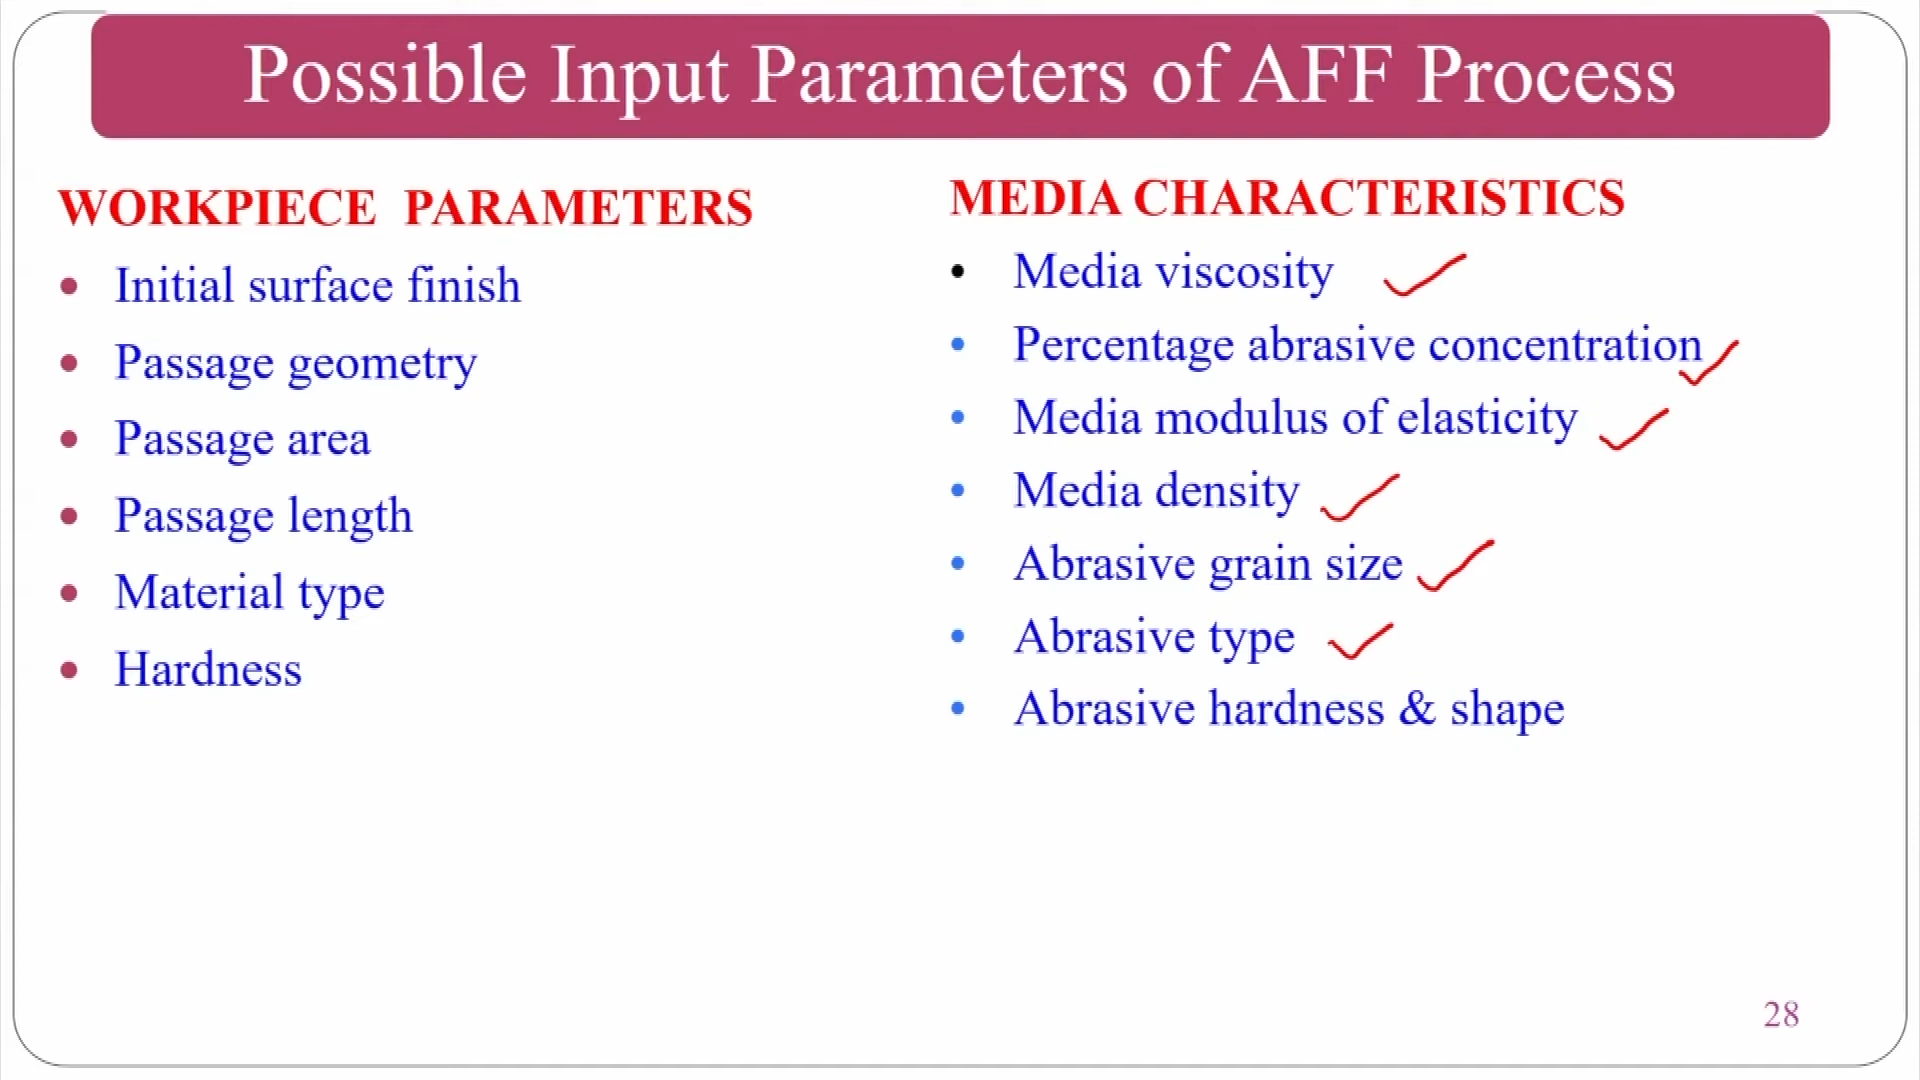 Possible Input Parameters of AFF Process
WORKPIECE PARAMETERS
• Initial surface finish
• Passage geometry
• Passage area
• Passage length
• Material type
• Hardness
MEDIA CHARACTERISTICS
• Media viscosity
• Percentage abrasive concentration
• Media modulus of elasticity
• Media density
• Abrasive grain size
• Abrasive type
• Abrasive hardness & shape
28